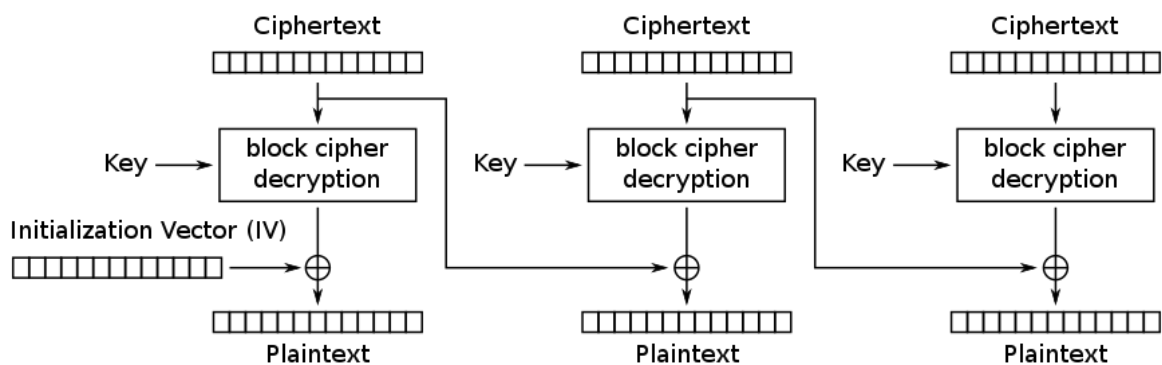 Ciphertext
Ciphertext
Ciphertext
Key
block cipher
decryption
Key
block cipher
decryption
Key
block cipher
decryption
Initialization Vector (IV)
Plaintext
Plaintext
Plaintext